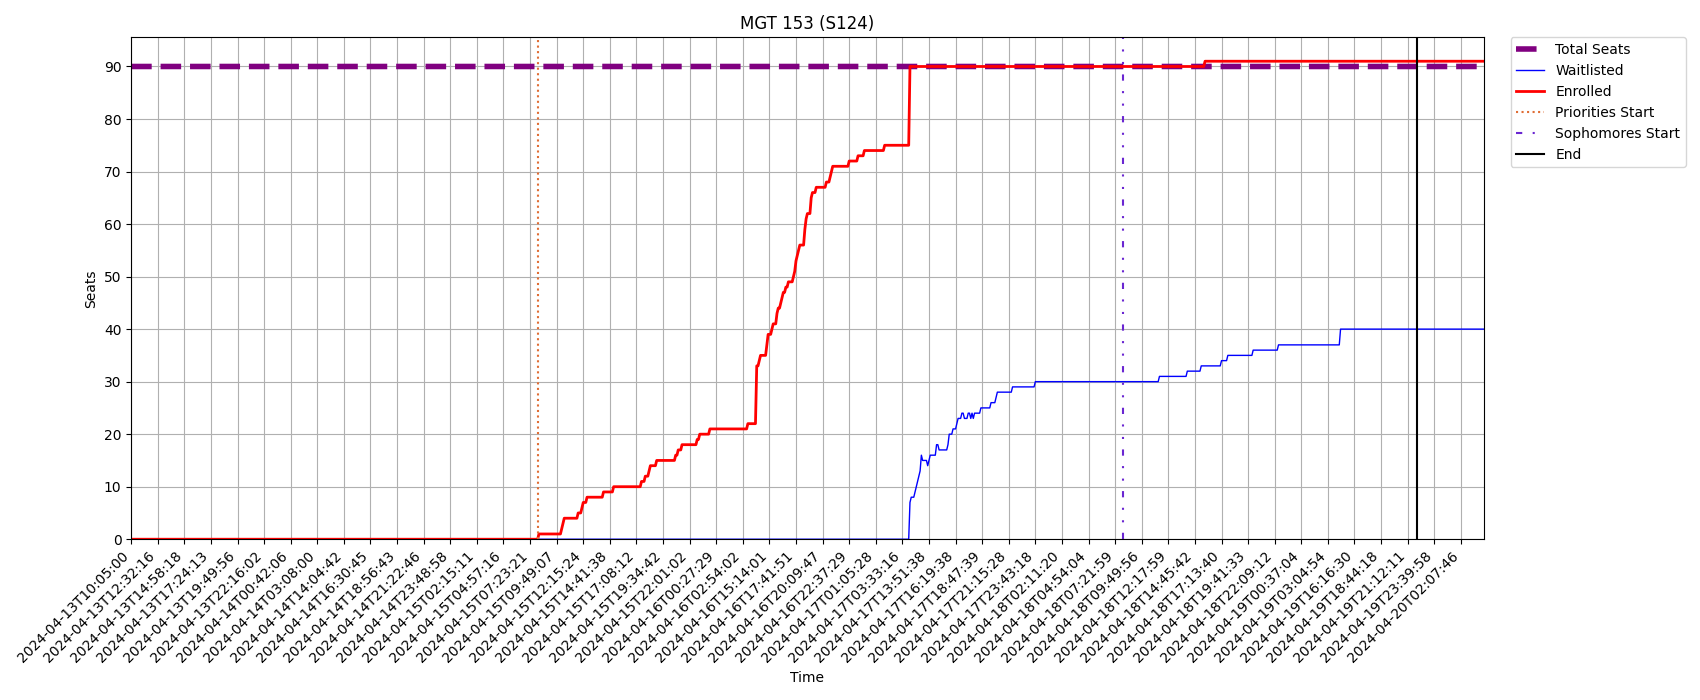 MGT 153 (S124)
Total Seats
Waitlisted
Enrolled
Priorities Start
Sophomores Start
End
Seats
90
80
70
60
50
40
30
20
10
0
2024-04-13T10:05:00
2024-04-13T12:32:16
2024-04-13T14:58:18
2024-04-13T17:24:13
2024-04-13T19:49:56
2024-04-13T22:16:02
2024-04-14T00:42:06
2024-04-14T03:08:00
2024-04-14T14:04:42
2024-04-14T16:30:45
2024-04-14T18:56:43
2024-04-14T21:22:46
2024-04-14T23:48:58
2024-04-15T02:15:11
2024-04-15T04:57:16
2024-04-15T07:23:21
2024-04-15T09:49:07
2024-04-15T12:15:24
2024-04-15T14:41:38
2024-04-15T17:08:12
2024-04-15T19:34:42
2024-04-15T22:01:02
2024-04-16T00:27:29
2024-04-16T02:54:02
2024-04-16T15:14:01
2024-04-16T17:41:51
2024-04-16T20:09:47
2024-04-16T22:37:29
2024-04-17T01:05:28
2024-04-17T03:33:16
2024-04-17T13:51:38
2024-04-17T16:19:38
2024-04-17T18:47:39
2024-04-17T21:15:28
2024-04-17T23:43:18
2024-04-18T02:11:20
2024-04-18T04:54:04
2024-04-18T07:21:59
2024-04-18T09:49:56
2024-04-18T12:17:59
2024-04-18T14:45:42
2024-04-18T17:13:40
2024-04-18T19:41:33
2024-04-18T22:09:12
2024-04-19T00:37:04
2024-04-19T03:04:54
2024-04-19T16:16:30
2024-04-19T18:44:18
2024-04-19T21:12:11
2024-04-19T23:39:58
2024-04-20T02:07:46
Time